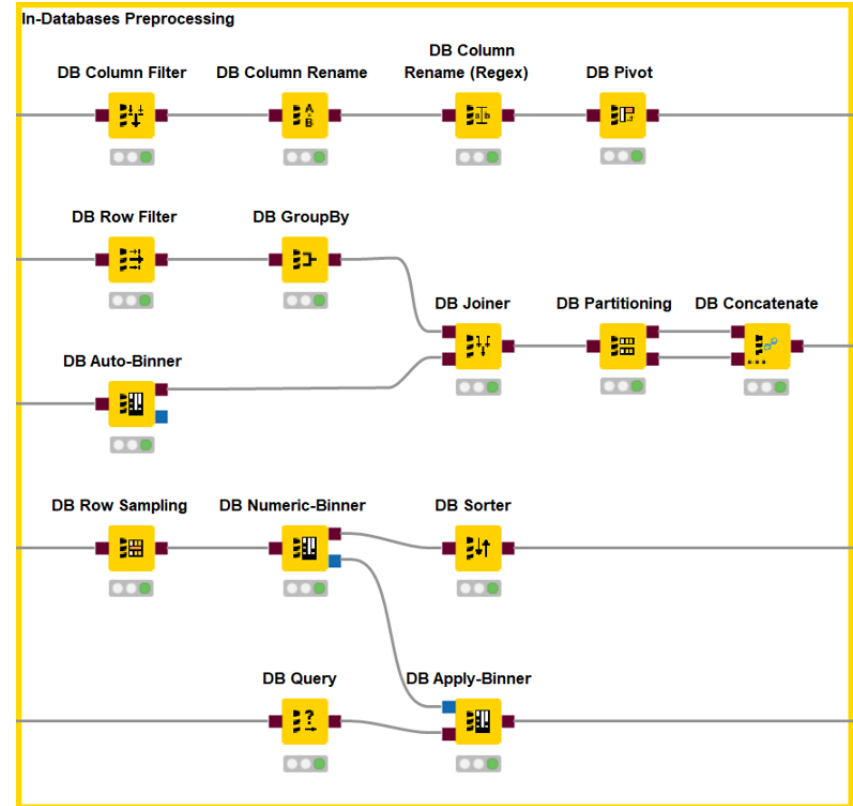 In-Databases Preprocessing
DB Column Filter
DB Column Rename
DB Column
Rename (Regex)
DB Pivot
A
B
a b
DB Row Filter
DB GroupBy
DB Joiner
DB Partitioning
DB Concatenate
DB Auto-Binner
DB Row Sampling
DB Numeric-Binner
DB Sorter
DB Query
DB Apply-Binner
?